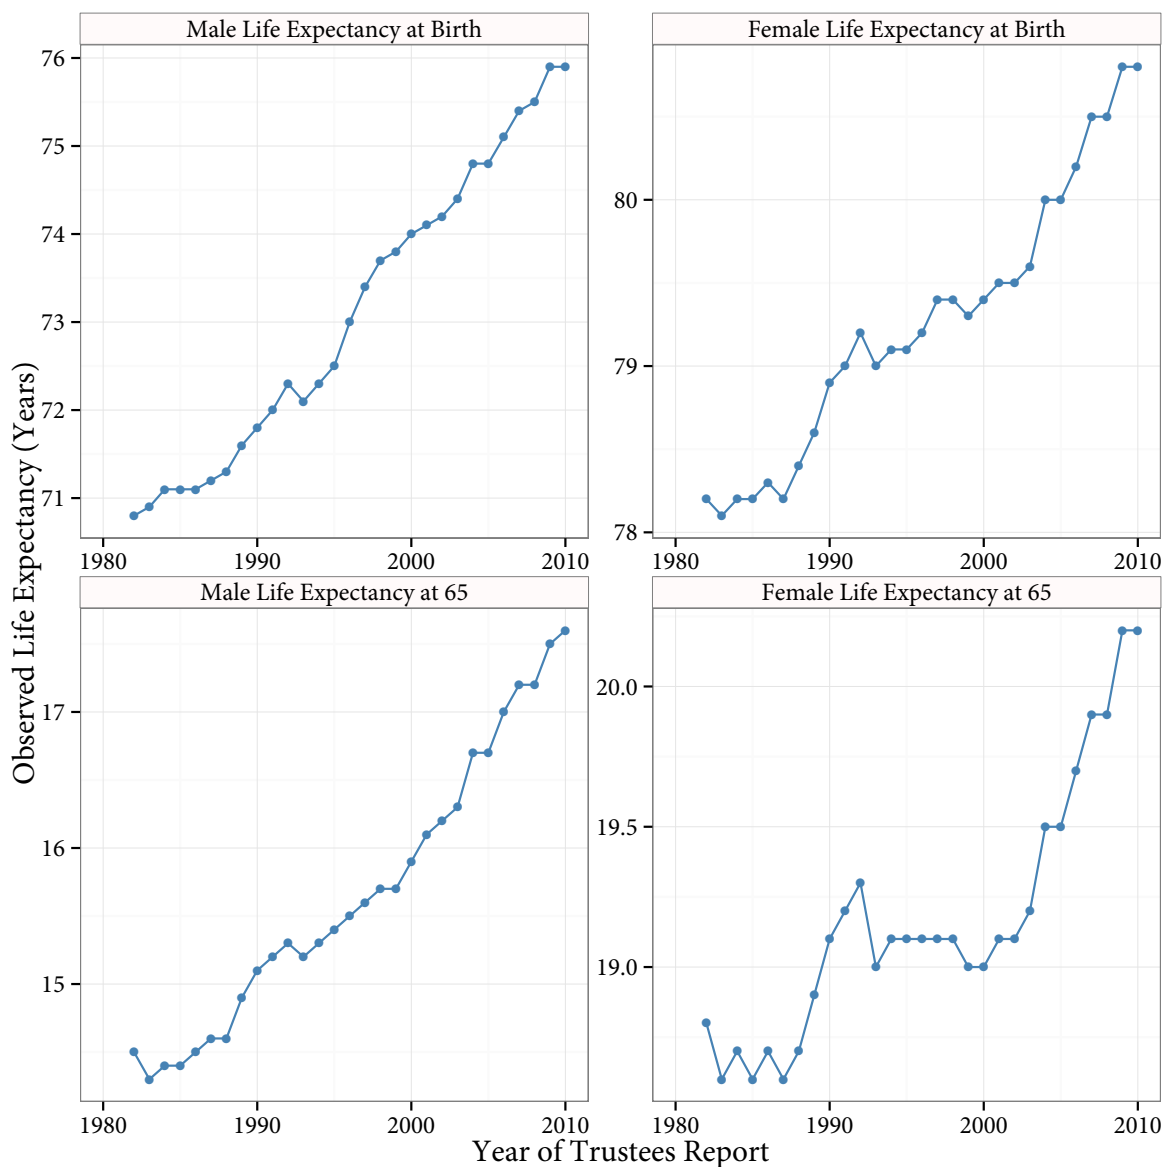 Male Life Expectancy at Birth
Female Life Expectancy at Birth
76
75
74
73
72
71
80
79
78
1980 1990 2000 2010
1980 1990 2000 2010
Observed Life Expectancy (Years)
Male Life Expectancy at 65
Female Life Expectancy at 65
17
16
15
20.0
19.5
19.0
1980 1990 2000 2010
1980 1990 2000 2010
Year of Trustees Report